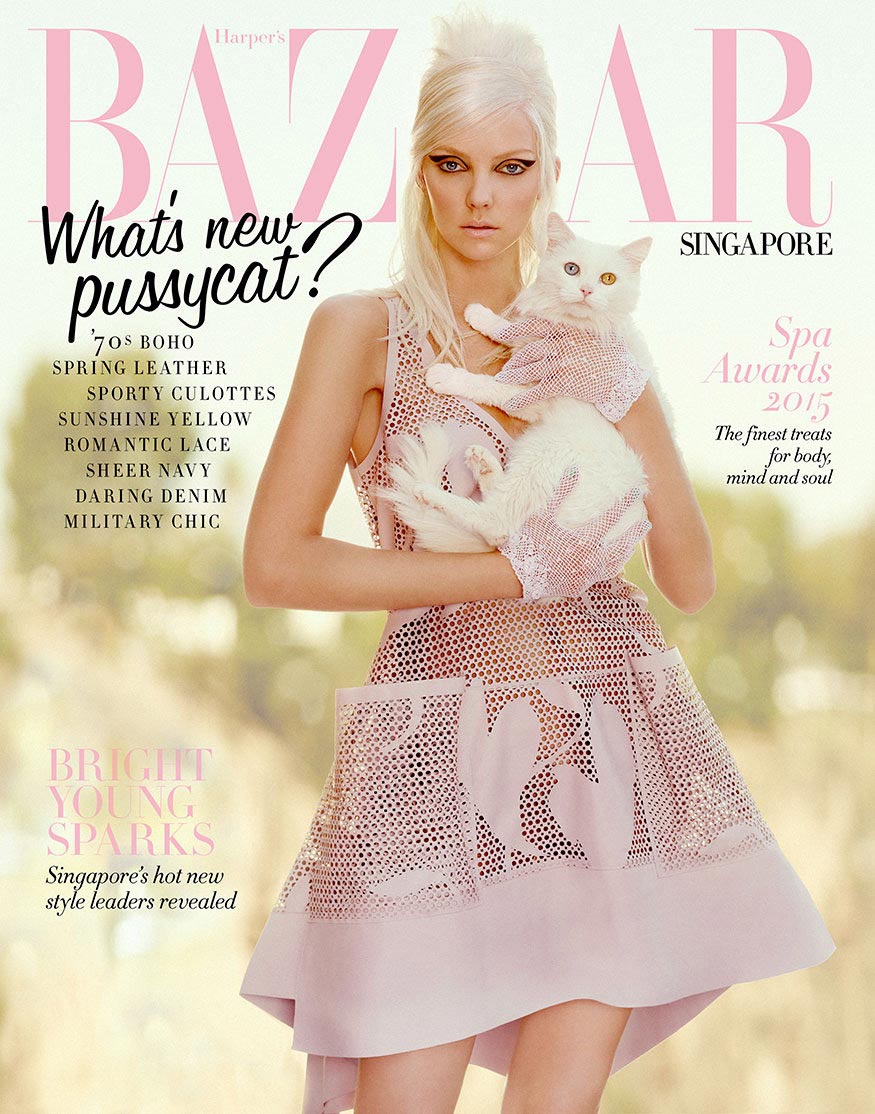 Harper's
BAZAAR
SINGAPORE
What's new
pussycat?
'70s BOHO
SPRING LEATHER
SPORTY CULOTTES
SUNSHINE YELLOW
ROMANTIC LACE
SHEER NAVY
DARING DENIM
MILITARY CHIC
Spa
Awards
2015
The finest treats
for body,
mind and soul
BRIGHT
YOUNG
SPARKS
Singapore's hot new
style leaders revealed